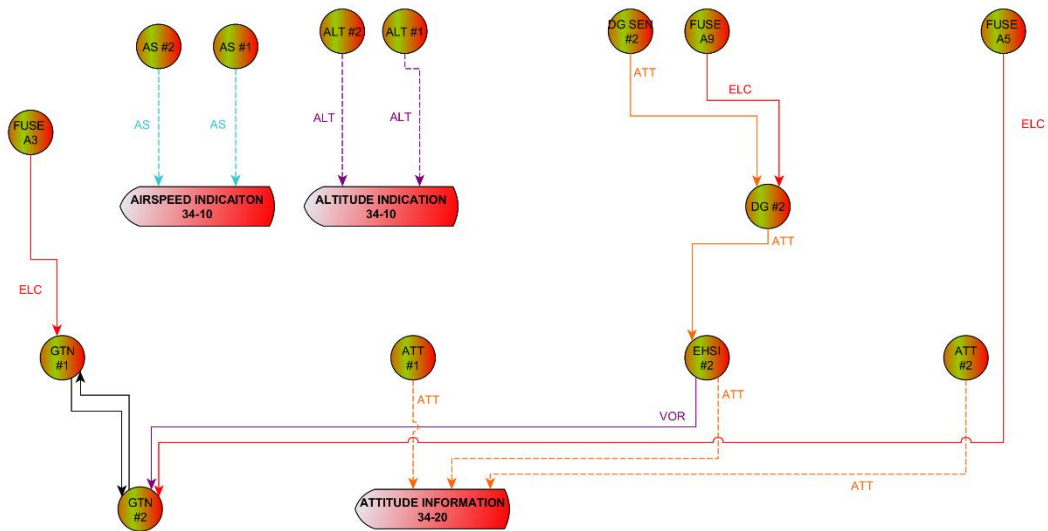 DG SEN
#2
FUSE
A9
FUSE
A5
AS #2
AS #1
ALT #2
ALT #1
ATT
ELC
FUSE
A3
AS
AS
ALT
ALT
ELC
AIRSPEED INDICAITON
34-10
ALTITUDE INDICATION
34-10
DG #2
ATT
ELC
GTN
#1
ATT
#1
EHSI
#2
ATT
#2
ATT
ATT
VOR
ATT
GTN
#2
ATTITUDE INFORMATION
34-20